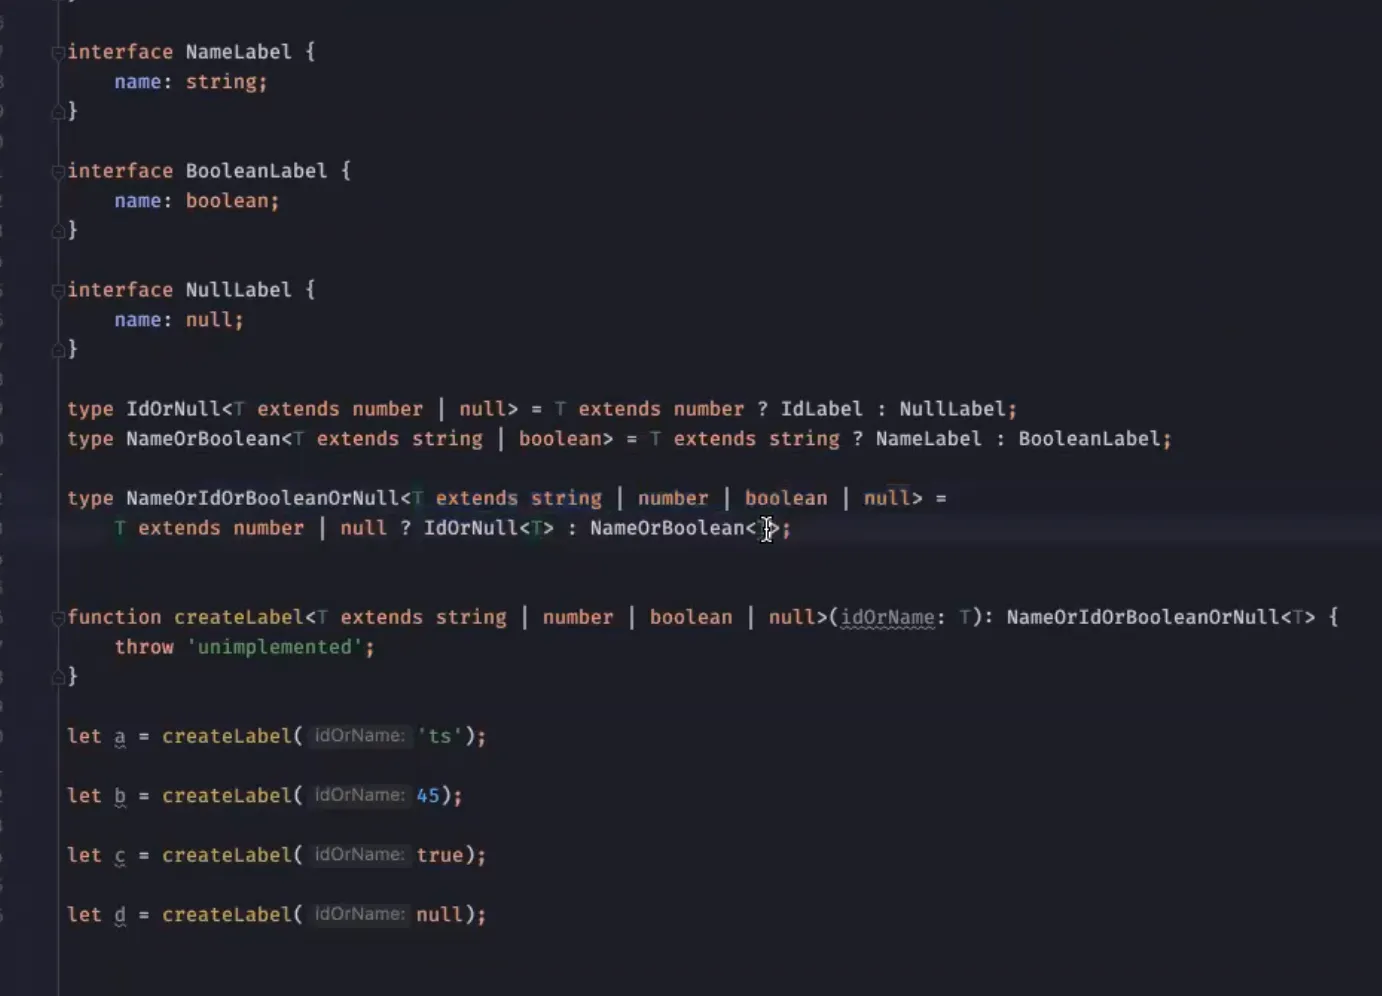 interface NameLabel {
name: string;
}
interface BooleanLabel {
name: boolean;
}
interface NullLabel {
name: null;
}
type IdOrNull<T extends number | null> = T extends number ? IdLabel : NullLabel;
type NameOrBoolean<T extends string | boolean> = T extends string ? NameLabel : BooleanLabel;
type NameOrIdOrBooleanOrNull<T extends string | number | boolean | null> =
T extends number | null ? IdOrNull<T> : NameOrBoolean<>;
function createLabel<T extends string | number | boolean | null>(idOrName: T): NameOrIdOrBooleanOrNull<T> {
throw 'unimplemented';
}
let a = createLabel( idOrName: 'ts');
let b = createLabel( idOrName: 45);
let c = createLabel( idOrName: true);
let d = createLabel( idOrName: null);